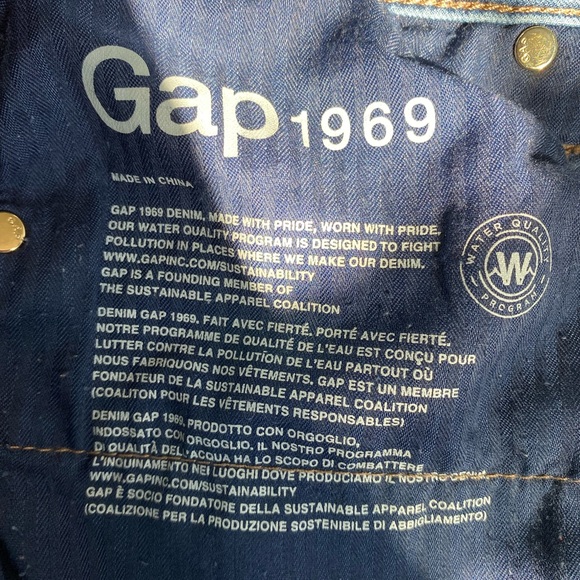 Gap 1969
MADE IN CHINA
GAP 1969 DENIM. MADE WITH PRIDE, WORN WITH PRIDE.
OUR WATER QUALITY PROGRAM IS DESIGNED TO FIGHT
POLLUTION IN PLACES WHERE WE MAKE OUR DENIM.
WWW.GAPINC.COM/SUSTAINABILITY
GAP IS A FOUNDING MEMBER OF
THE SUSTAINABLE APPAREL COALITION
WATER QUALITY
W
PROGRAM
DENIM GAP 1969. FAIT AVEC FIERTÉ. PORTÉ AVEC FIERTÉ.
NOTRE PROGRAMME DE QUALITÉ DE L'EAU EST CONÇU POUR
LUTTER CONTRE LA POLLUTION DE L'EAU PARTOUT OÙ
NOUS FABRIQUONS NOS VÊTEMENTS. GAP EST UN MEMBRE
FONDATEUR DE LA SUSTAINABLE APPAREL COALITION
(COALITON POUR LES VÊTEMENTS RESPONSABLES)
DENIM GAP 1969. PRODOTTO CON ORGOGLIO,
INDOSSATO CON ORGOGLIO. IL NOSTRO PROGRAMMA
DI QUALITÀ DELL'ACQUA HA LO SCOPO DI COMBATTERE
L'INQUINAMENTO NEI LUOGHI DOVE PRODUCIAMO IL NOSTRO DENIM.
WWW.GAPINC.COM/SUSTAINABILITY
GAP È SOCIO FONDATORE DELLA SUSTAINABLE APPAREL COALITION
(COALIZIONE PER LA PRODUZIONE SOSTENIBILE DI ABBIGLIAMENTO)